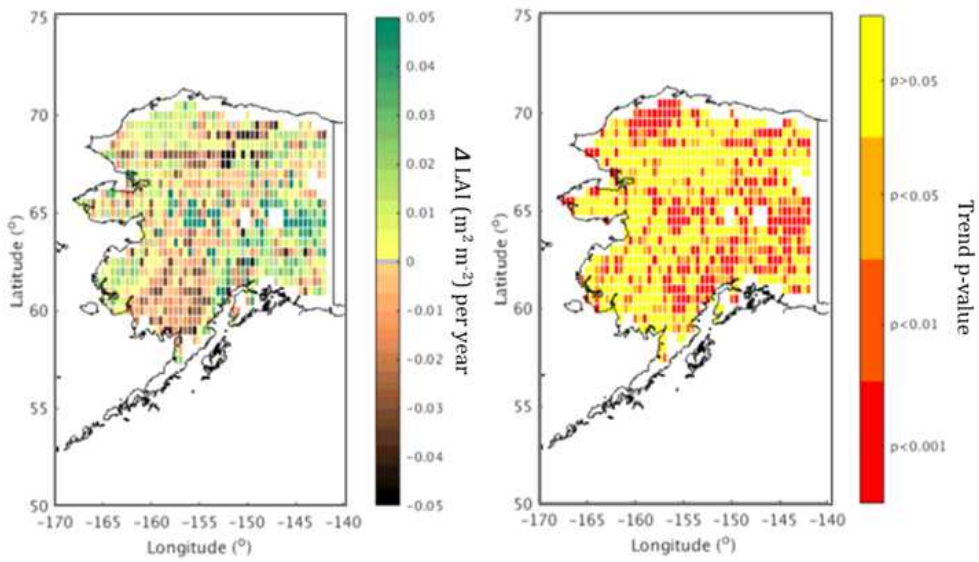 75
70
65
60
55
50
Latitude (°)
-170 -165 -160 -155 -150 -145 -140
Longitude (°)
0.05
0.04
0.03
0.02
0.01
0
-0.01
-0.02
-0.03
-0.04
-0.05
Δ LAI (m² m⁻²) per year
75
70
65
60
55
50
Latitude (°)
-170 -165 -160 -155 -150 -145 -140
Longitude (°)
p>0.05
p<0.05
p<0.01
p<0.001
Trend p-value